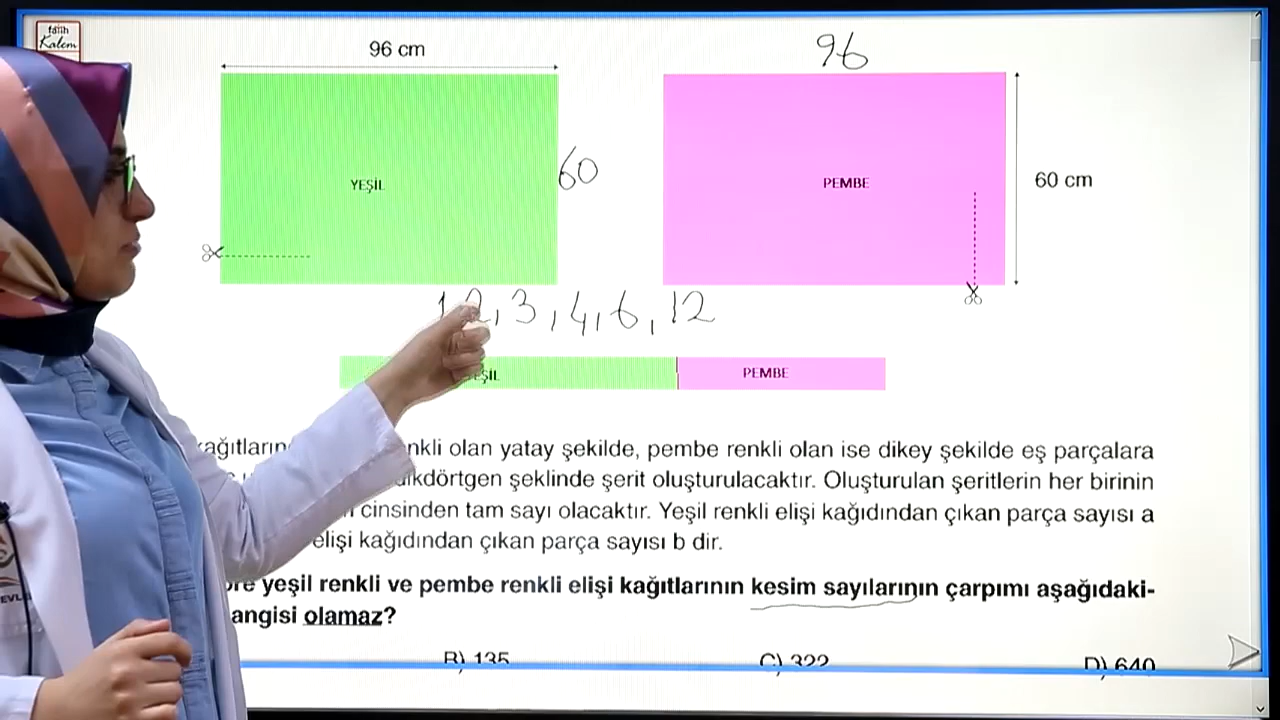 fatih
Kalem
96 cm
96
YEŞİL
60
PEMBE
60 cm
1 2, 3, 4, 6, 12
PEMBE
nkli olan yatay şekilde, pembe renkli olan ise dikey şekilde eş parçalara
şeklinde şerit oluşturulacaktır. Oluşturulan şeritlerin her birinin
cinsinden tam sayı olacaktır. Yeşil renkli elişi kağıdından çıkan parça sayısı a
elişi kağıdından çıkan parça sayısı b dir.
yeşil renkli ve pembe renkli elişi kağıtlarının kesim sayılarının çarpımı aşağıdaki-
angisi olamaz?
B) 135 C) 322 D) 640